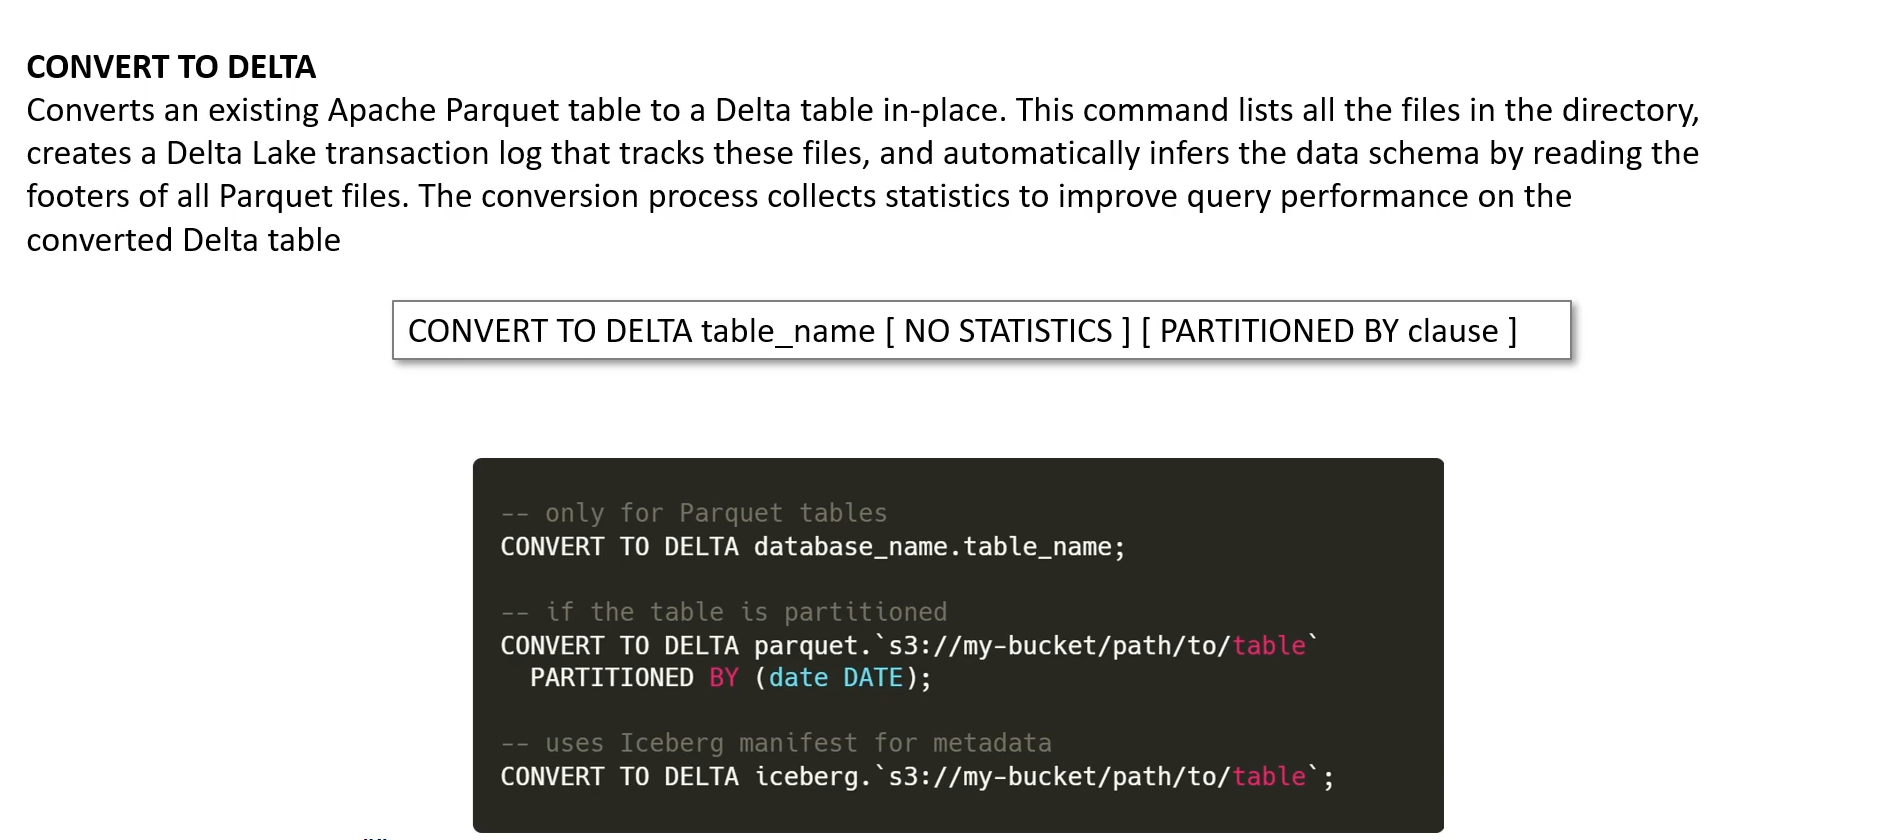 CONVERT TO DELTA
Converts an existing Apache Parquet table to a Delta table in-place. This command lists all the files in the directory,
creates a Delta Lake transaction log that tracks these files, and automatically infers the data schema by reading the
footers of all Parquet files. The conversion process collects statistics to improve query performance on the
converted Delta table
CONVERT TO DELTA table_name [ NO STATISTICS ] [ PARTITIONED BY clause ]
-- only for Parquet tables
CONVERT TO DELTA database_name.table_name;
-- if the table is partitioned
CONVERT TO DELTA parquet.`s3://my-bucket/path/to/table`
PARTITIONED BY (date DATE);
-- uses Iceberg manifest for metadata
CONVERT TO DELTA iceberg.`s3://my-bucket/path/to/table`;